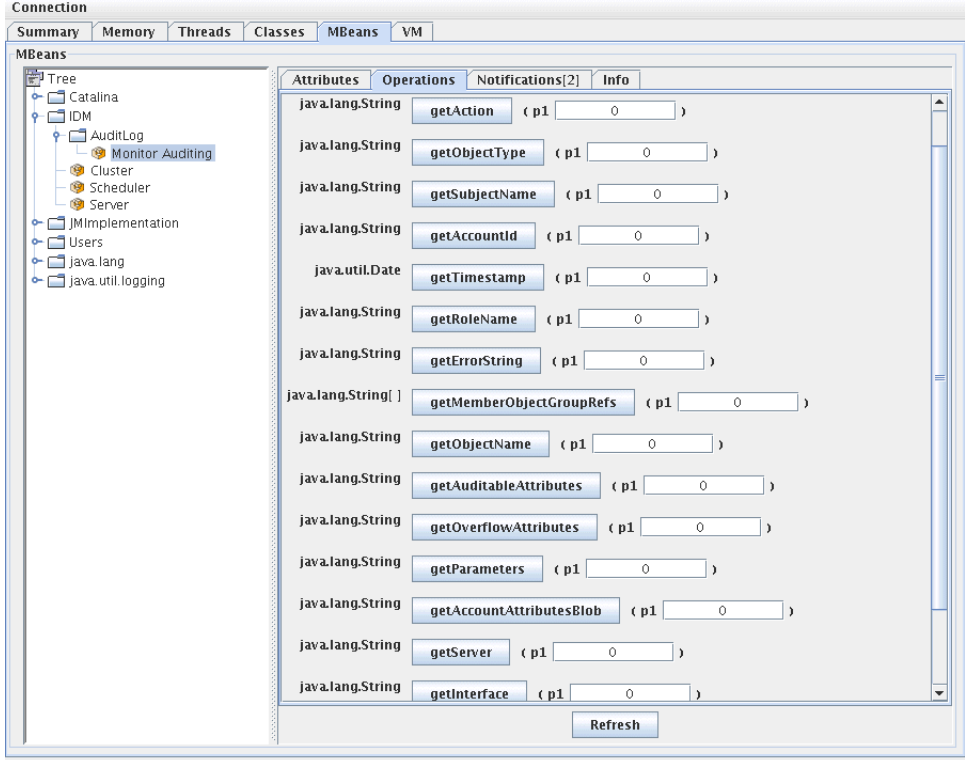 Connection
Summary Memory Threads Classes MBeans VM
MBeans
Tree
Catalina
IDM
AuditLog
Monitor Auditing
Cluster
Scheduler
Server
JMImplementation
Users
java.lang
java.util.logging
Attributes Operations Notifications[2] Info
java.lang.String getAction ( p1 0 )
java.lang.String getObjectType ( p1 0 )
java.lang.String getSubjectName ( p1 0 )
java.lang.String getAccountId ( p1 0 )
java.util.Date getTimestamp ( p1 0 )
java.lang.String getRoleName ( p1 0 )
java.lang.String getErrorString ( p1 0 )
java.lang.String[ ] getMemberObjectGroupRefs ( p1 0 )
java.lang.String getObjectName ( p1 0 )
java.lang.String getAuditableAttributes ( p1 0 )
java.lang.String getOverflowAttributes ( p1 0 )
java.lang.String getParameters ( p1 0 )
java.lang.String getAccountAttributesBlob ( p1 0 )
java.lang.String getServer ( p1 0 )
java.lang.String getInterface ( p1 0 )
Refresh